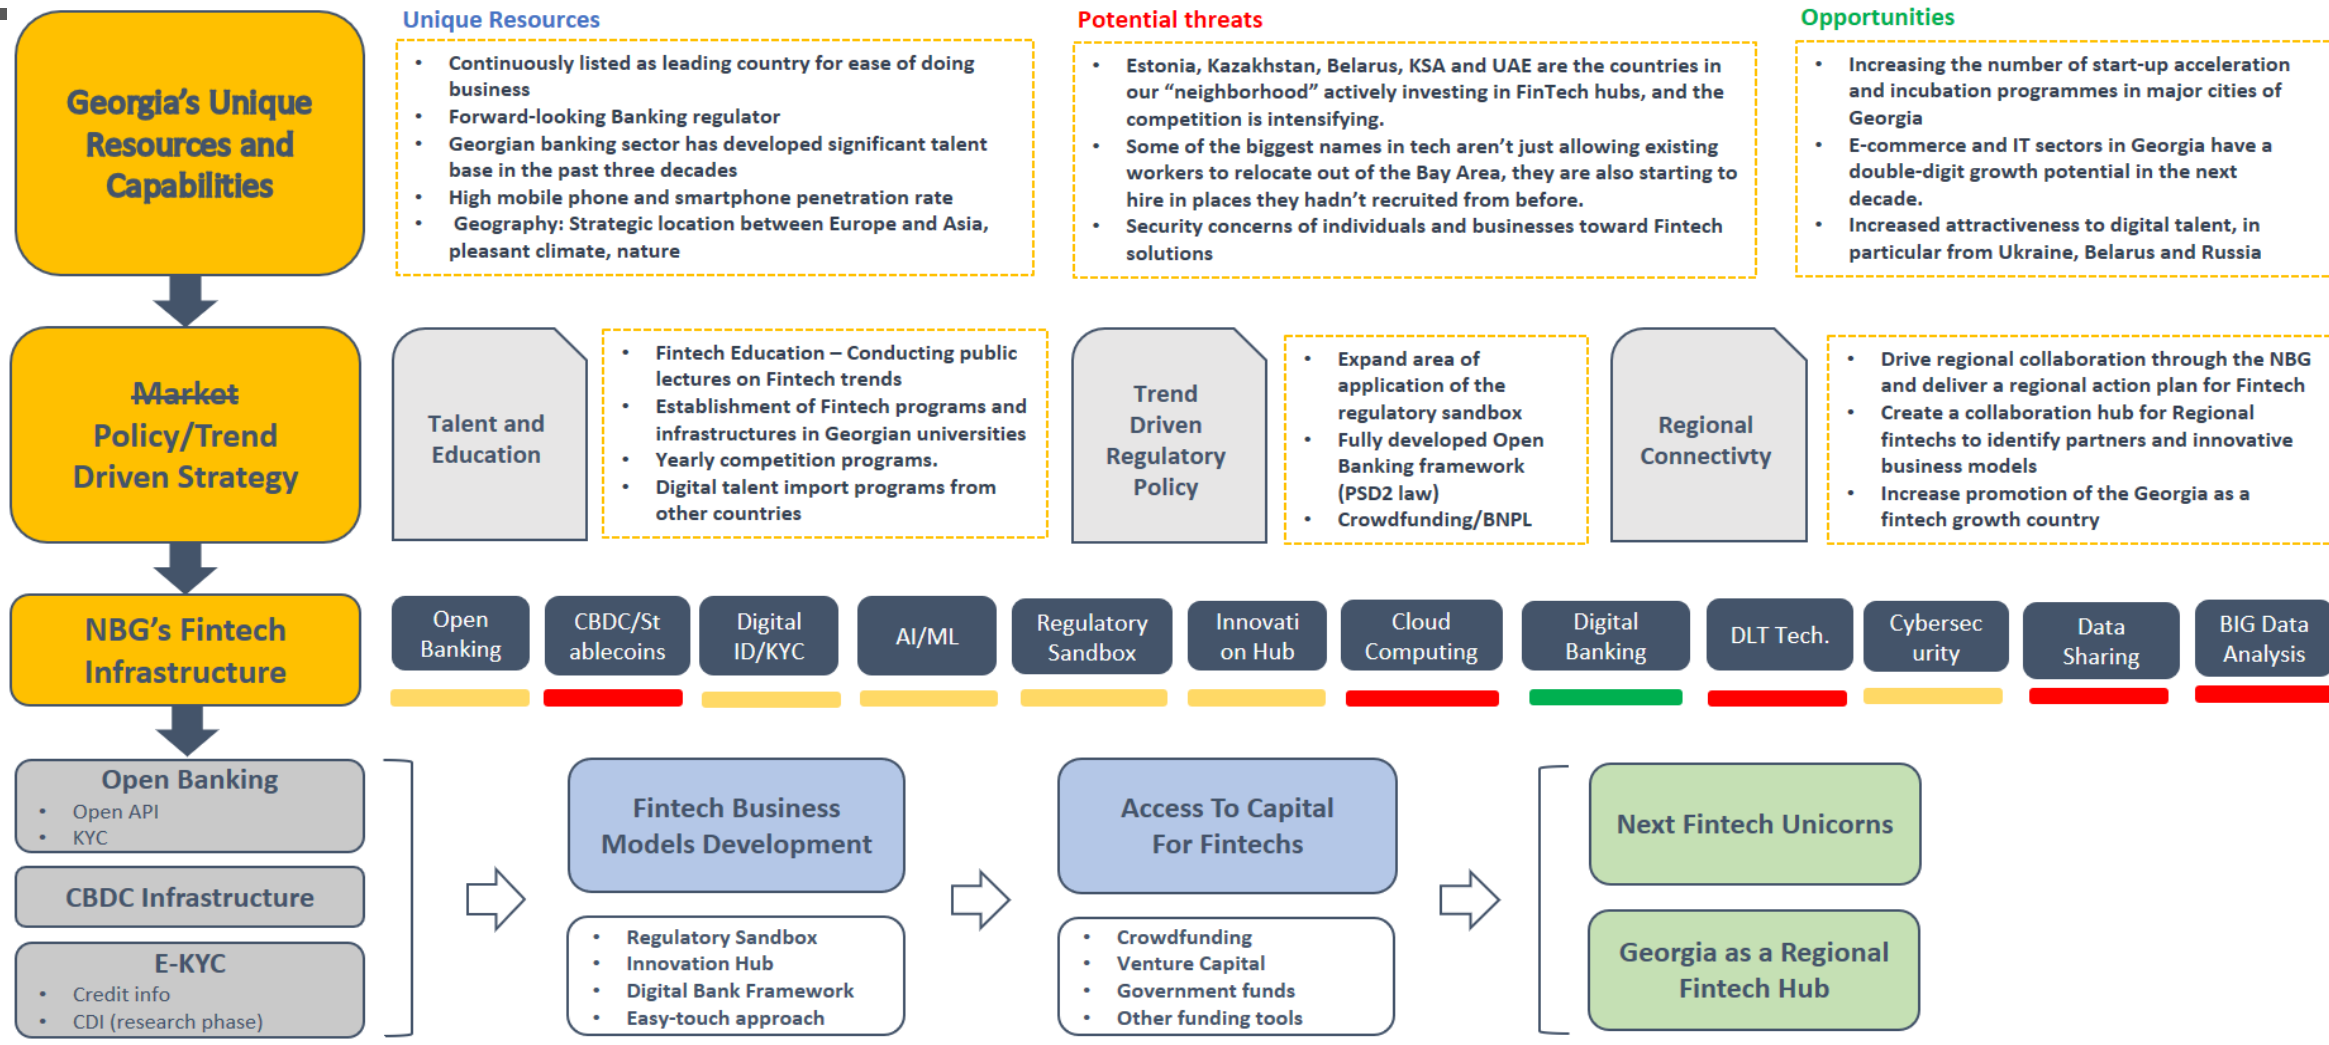 Georgia's Unique
Resources and
Capabilities
Unique Resources
• Continuously listed as leading country for ease of doing
business
• Forward-looking Banking regulator
• Georgian banking sector has developed significant talent
base in the past three decades
• High mobile phone and smartphone penetration rate
• Geography: Strategic location between Europe and Asia,
pleasant climate, nature
Potential threats
• Estonia, Kazakhstan, Belarus, KSA and UAE are the countries in
our “neighborhood” actively investing in FinTech hubs, and the
competition is intensifying.
• Some of the biggest names in tech aren’t just allowing existing
workers to relocate out of the Bay Area, they are also starting to
hire in places they hadn’t recruited from before.
• Security concerns of individuals and businesses toward Fintech
solutions
Opportunities
• Increasing the number of start-up acceleration
and incubation programmes in major cities of
Georgia
• E-commerce and IT sectors in Georgia have a
double-digit growth potential in the next
decade.
• Increased attractiveness to digital talent, in
particular from Ukraine, Belarus and Russia
Market
Policy/Trend
Driven Strategy
Talent and
Education
• Fintech Education – Conducting public
lectures on Fintech trends
• Establishment of Fintech programs and
infrastructures in Georgian universities
• Yearly competition programs.
• Digital talent import programs from
other countries
Trend
Driven
Regulatory
Policy
• Expand area of
application of the
regulatory sandbox
• Fully developed Open
Banking framework
(PSD2 law)
• Crowdfunding/BNPL
Regional
Connectivty
• Drive regional collaboration through the NBG
and deliver a regional action plan for Fintech
• Create a collaboration hub for Regional
fintechs to identify partners and innovative
business models
• Increase promotion of the Georgia as a
fintech growth country
NBG's Fintech
Infrastructure
Open
Banking
CBDC/St
ablecoins
Digital
ID/KYC
AI/ML
Regulatory
Sandbox
Innovati
on Hub
Cloud
Computing
Digital
Banking
DLT Tech.
Cybersec
urity
Data
Sharing
BIG Data
Analysis
Open Banking
• Open API
• KYC
CBDC Infrastructure
E-KYC
• Credit info
• CDI (research phase)
Fintech Business
Models Development
• Regulatory Sandbox
• Innovation Hub
• Digital Bank Framework
• Easy-touch approach
Access To Capital
For Fintechs
• Crowdfunding
• Venture Capital
• Government funds
• Other funding tools
Next Fintech Unicorns
Georgia as a Regional
Fintech Hub